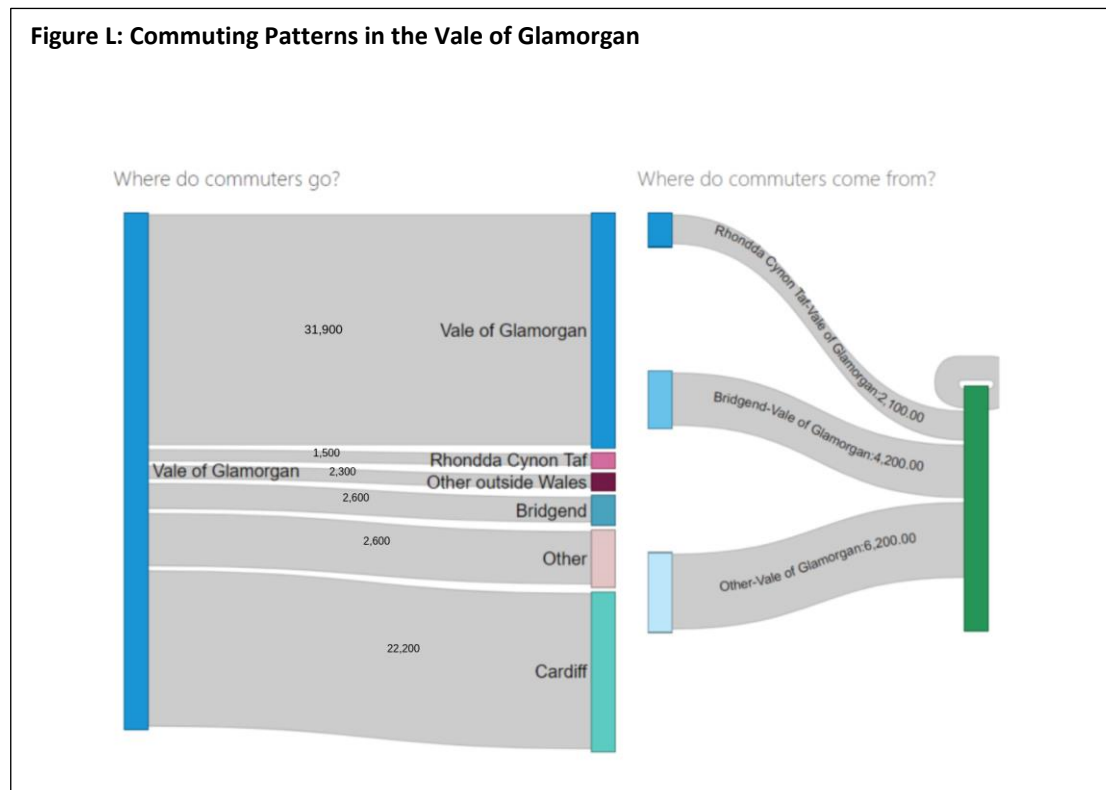 Figure L: Commuting Patterns in the Vale of Glamorgan
Where do commuters go?
31,900
Vale of Glamorgan
1,500
Rhondda Cynon Taf
Vale of Glamorgan
2,300
Other outside Wales
2,600
Bridgend
2,600
Other
22,200
Cardiff
Where do commuters come from?
Rhondda Cynon Taf-Vale of Glamorgan:2,100.00
Bridgend-Vale of Glamorgan:4,200.00
Other-Vale of Glamorgan:6,200.00